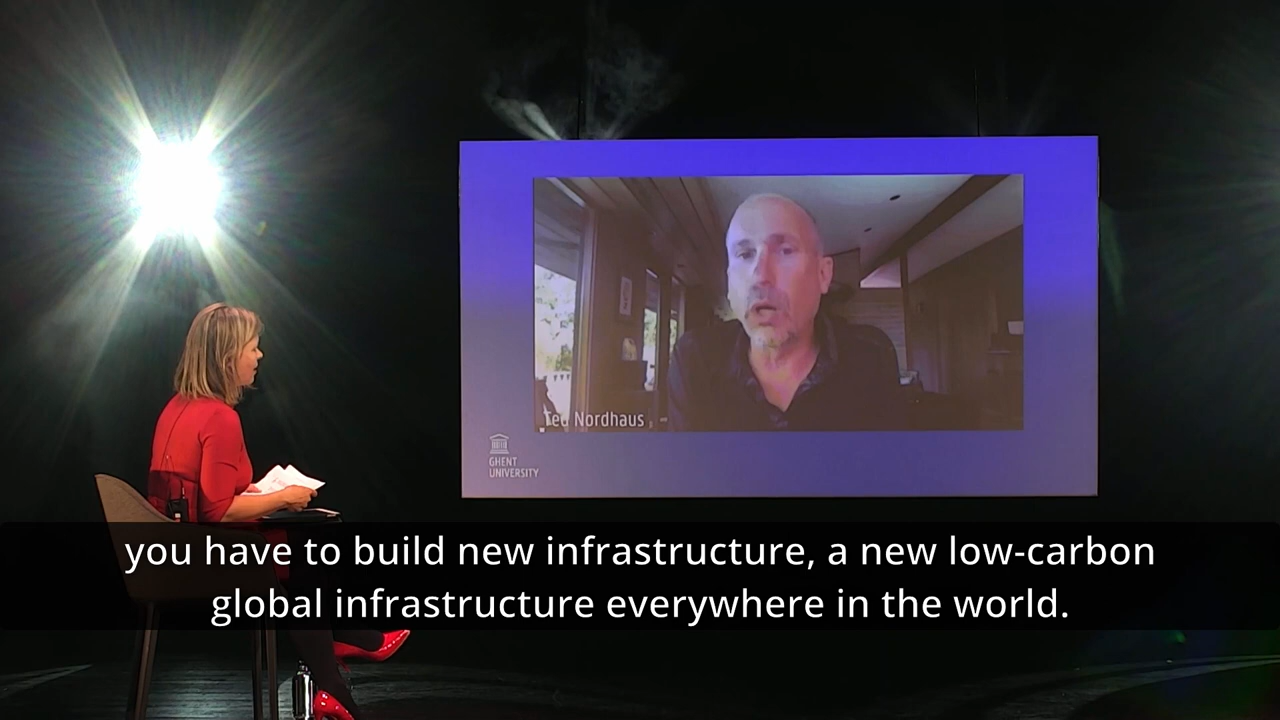 Ted Nordhaus
GHENT
UNIVERSITY
you have to build new infrastructure, a new low-carbon
global infrastructure everywhere in the world.